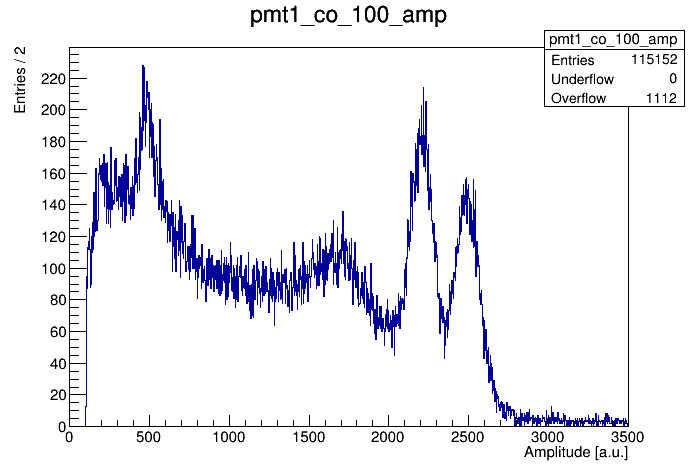 pmt1_co_100_amp
pmt1_co_100_amp
Entries 115152
Underflow 0
Overflow 1112
Entries / 2
220
200
180
160
140
120
100
80
60
40
20
0
0 500 1000 1500 2000 2500 3000 3500
Amplitude [a.u.]